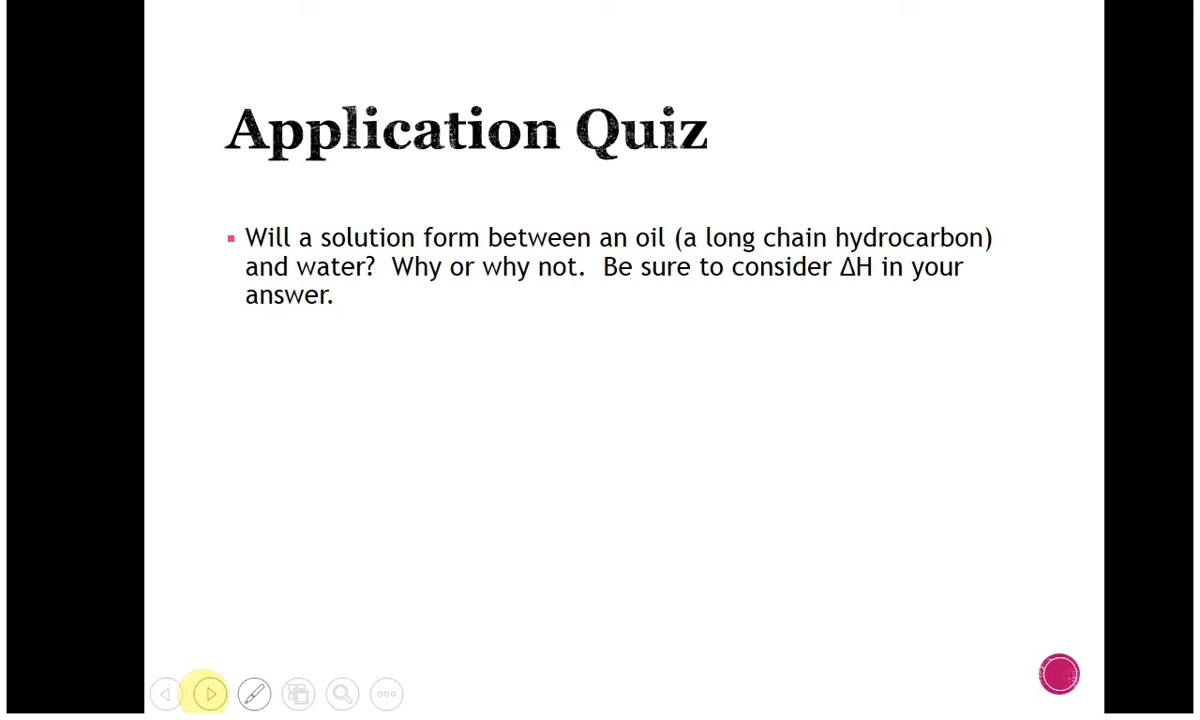 Application Quiz
Will a solution form between an oil (a long chain hydrocarbon)
and water? Why or why not. Be sure to consider ΔH in your
answer.